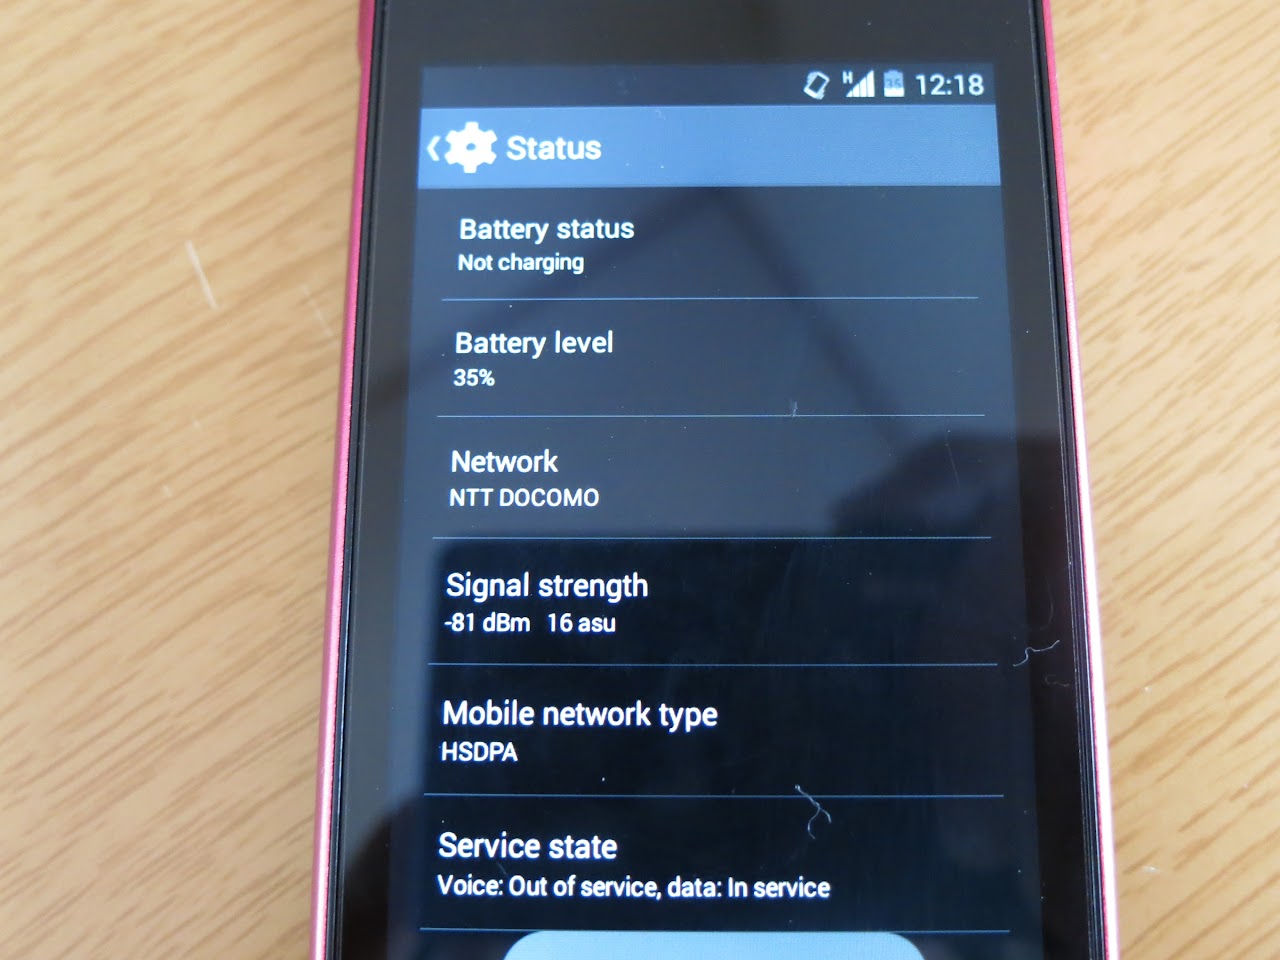 H 35 12:18
Status
Battery status
Not charging
Battery level
35%
Network
NTT DOCOMO
Signal strength
-81 dBm 16 asu
Mobile network type
HSDPA
Service state
Voice: Out of service, data: In service